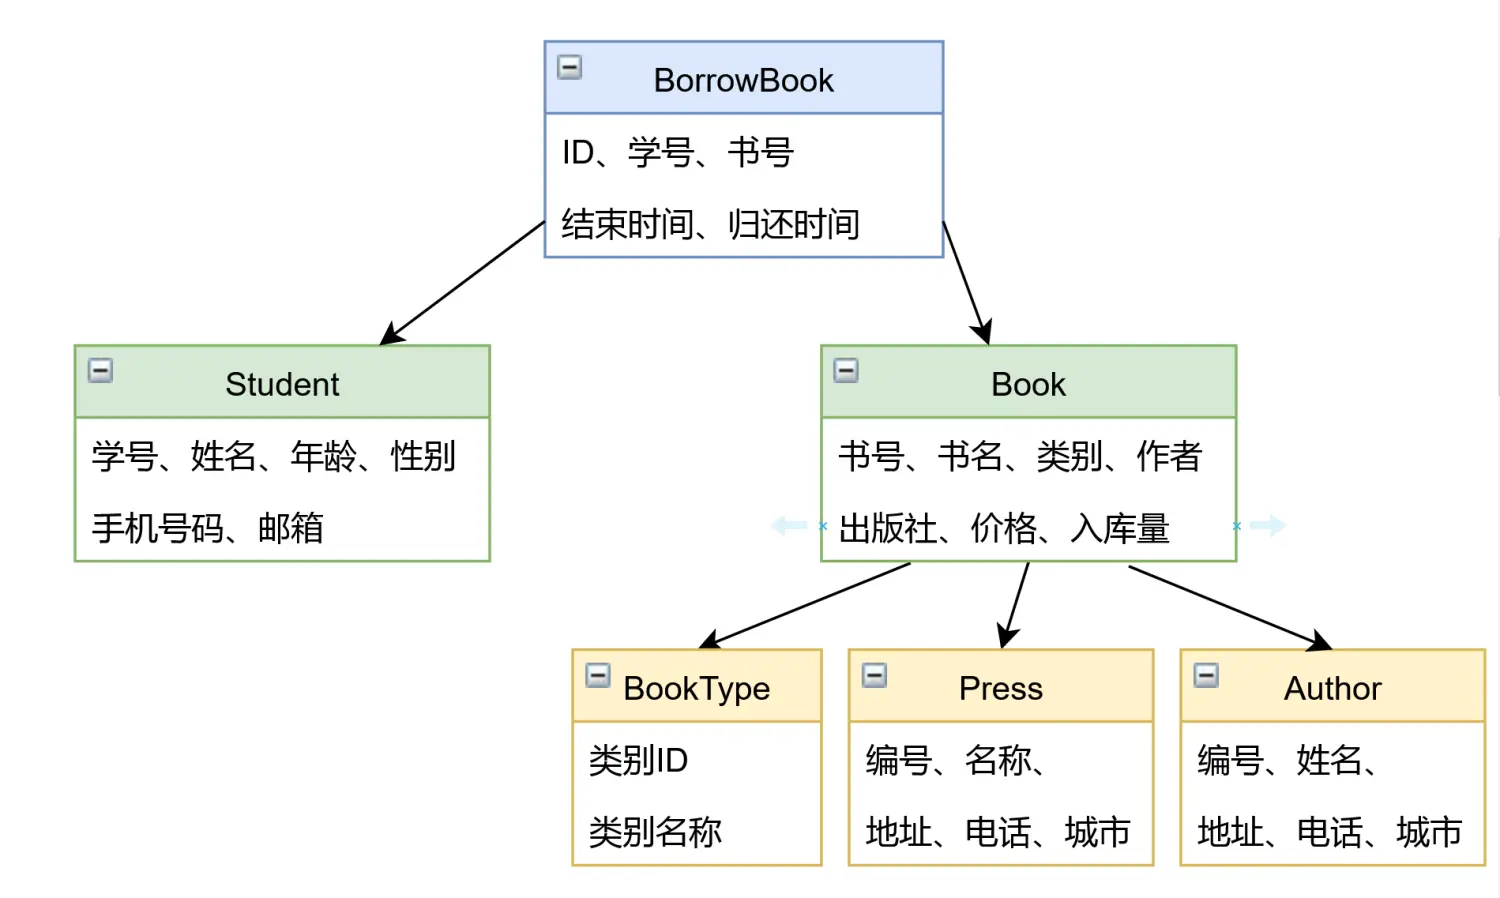 BorrowBook
ID、学号、书号
结束时间、归还时间
Student
学号、姓名、年龄、性别
手机号码、邮箱
Book
书号、书名、类别、作者
出版社、价格、入库量
BookType
类别ID
类别名称
Press
编号、名称、
地址、电话、城市
Author
编号、姓名、
地址、电话、城市